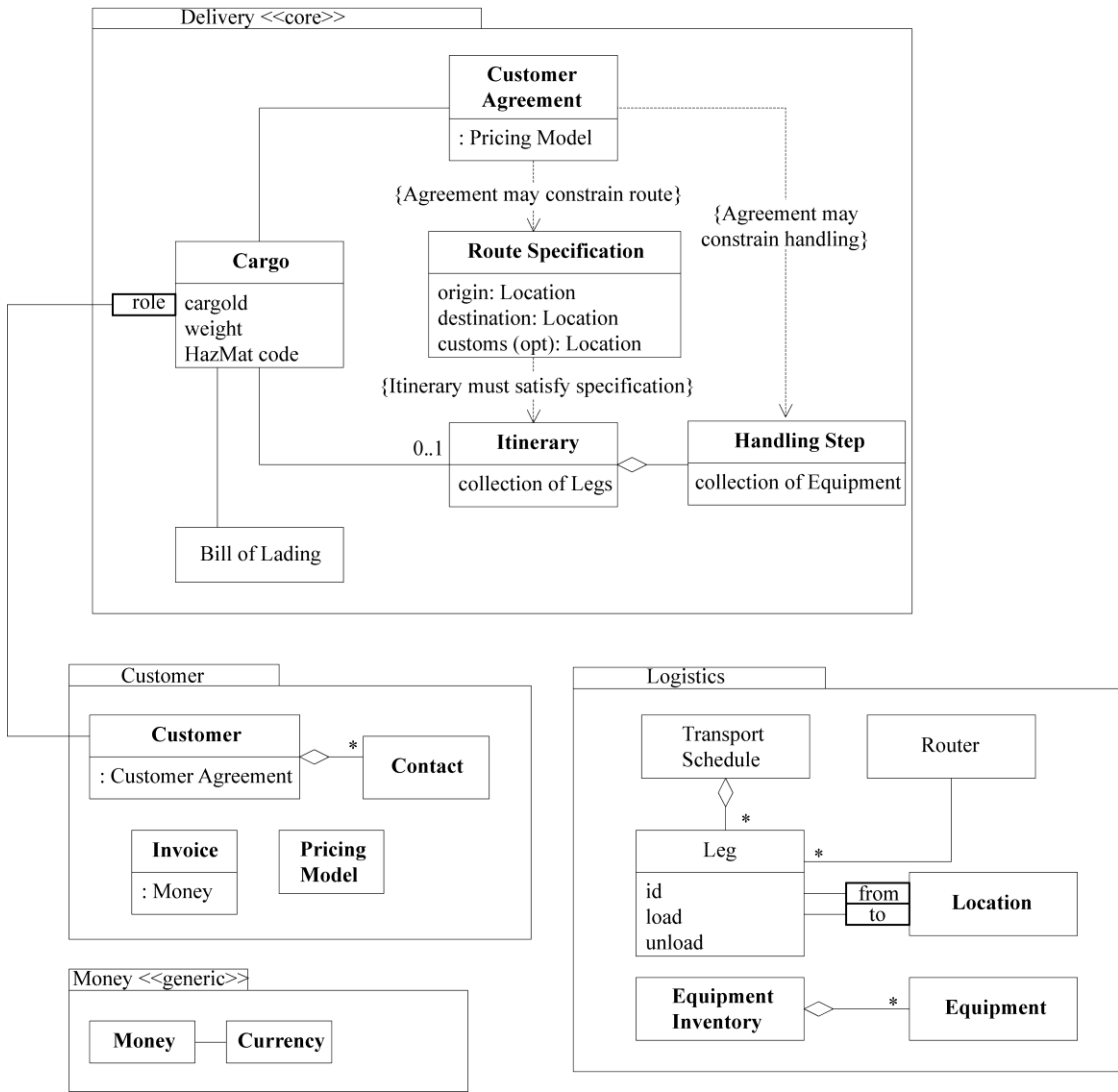 Delivery <<core>>
Customer
Agreement
: Pricing Model
{Agreement may constrain route}
{Agreement may
constrain handling}
Cargo
role
cargold
weight
HazMat code
Route Specification
origin: Location
destination: Location
customs (opt): Location
{Itinerary must satisfy specification}
0..1
Itinerary
collection of Legs
Handling Step
collection of Equipment
Bill of Lading
Customer
Customer
: Customer Agreement
*
Contact
Invoice
: Money
Pricing
Model
Money <<generic>>
Money
Currency
Logistics
Transport
Schedule
Router
*
Leg
*
id
load
unload
from
to
Location
Equipment
Inventory
*
Equipment